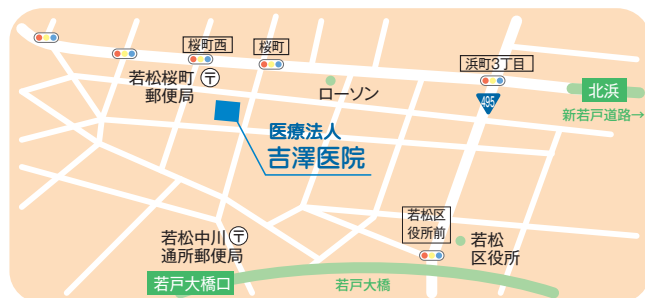 桜町西
桜町
浜町3丁目
若松桜町
郵便局
ローソン
495
北浜
新若戸道路→
医療法人
吉澤医院
若松区
役所前
若松
区役所
若松中川
通所郵便局
若戸大橋口
若戸大橋